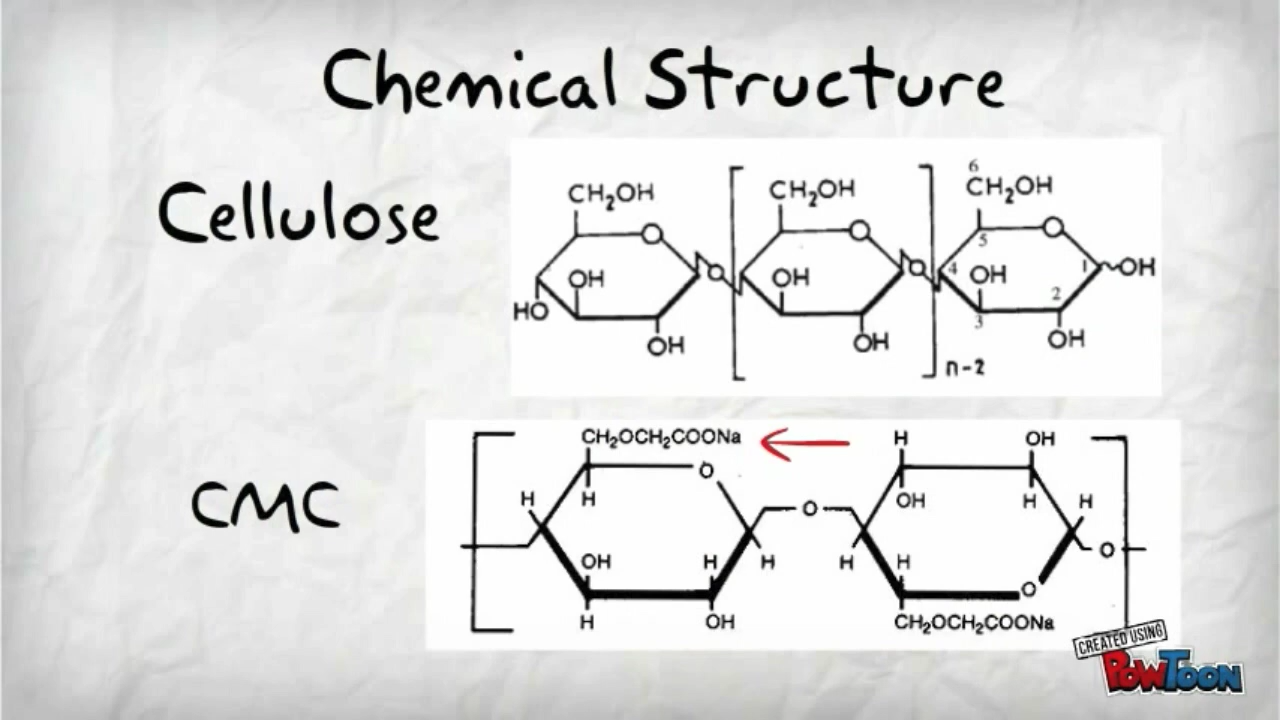 Chemical Structure
Cellulose
6
CH₂OH CH₂OH CH₂OH
O O O
5
OH O OH O 4 OH 1 OH
HO 3 2
OH OH OH
n-2
CMC
CH₂OCH₂COONa H OH
O
H H OH H H
O
OH H H H H O
O
H OH CH₂OCH₂COONa
CREATED USING
POWTOON